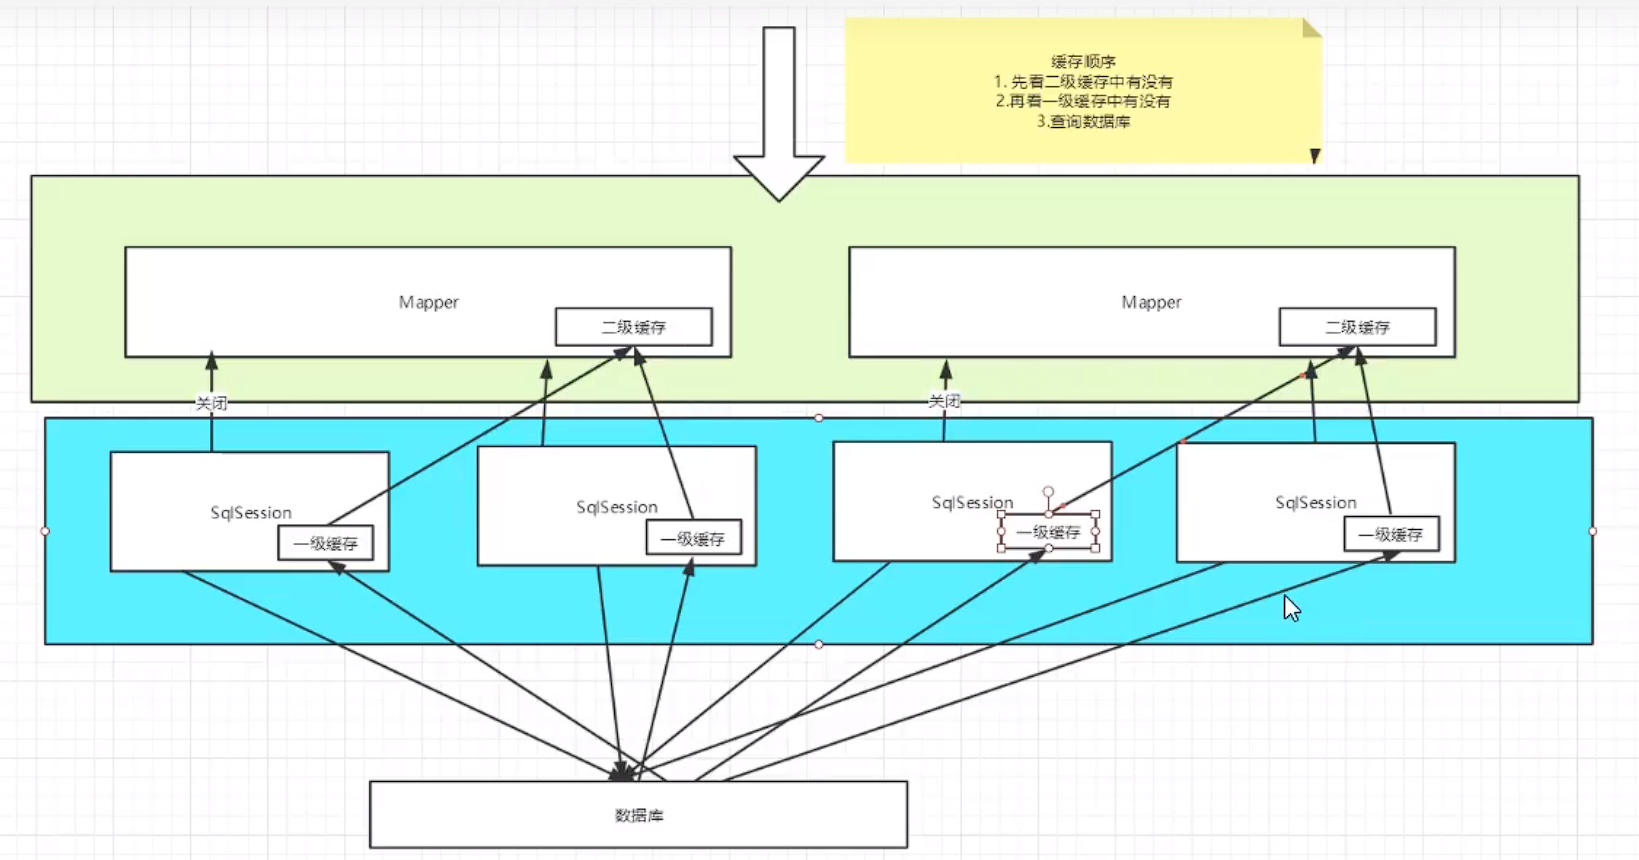 缓存顺序
1. 先看二级缓存中有没有
2.再看一级缓存中有没有
3.查询数据库
Mapper
二级缓存
Mapper
二级缓存
关闭
关闭
SqlSession
一级缓存
SqlSession
一级缓存
SqlSession
一级缓存
SqlSession
一级缓存
数据库